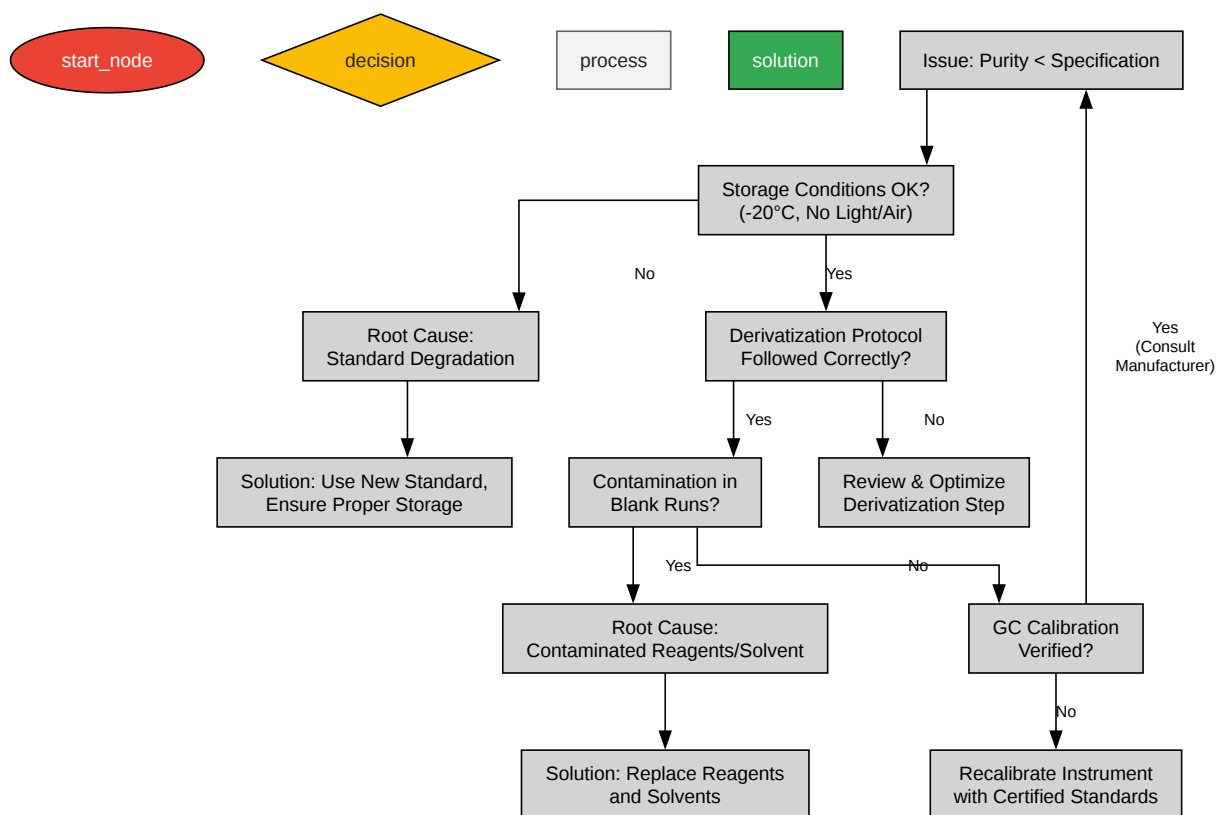 start_node
decision
process
solution
Issue: Purity < Specification
Storage Conditions OK?
(-20°C, No Light/Air)
No
Yes
Root Cause:
Standard Degradation
Derivatization Protocol
Followed Correctly?
Yes
(Consult
Manufacturer)
Yes
No
Solution: Use New Standard,
Ensure Proper Storage
Contamination in
Blank Runs?
Review & Optimize
Derivatization Step
Yes
No
Root Cause:
Contaminated Reagents/Solvent
GC Calibration
Verified?
No
Solution: Replace Reagents
and Solvents
Recalibrate Instrument
with Certified Standards